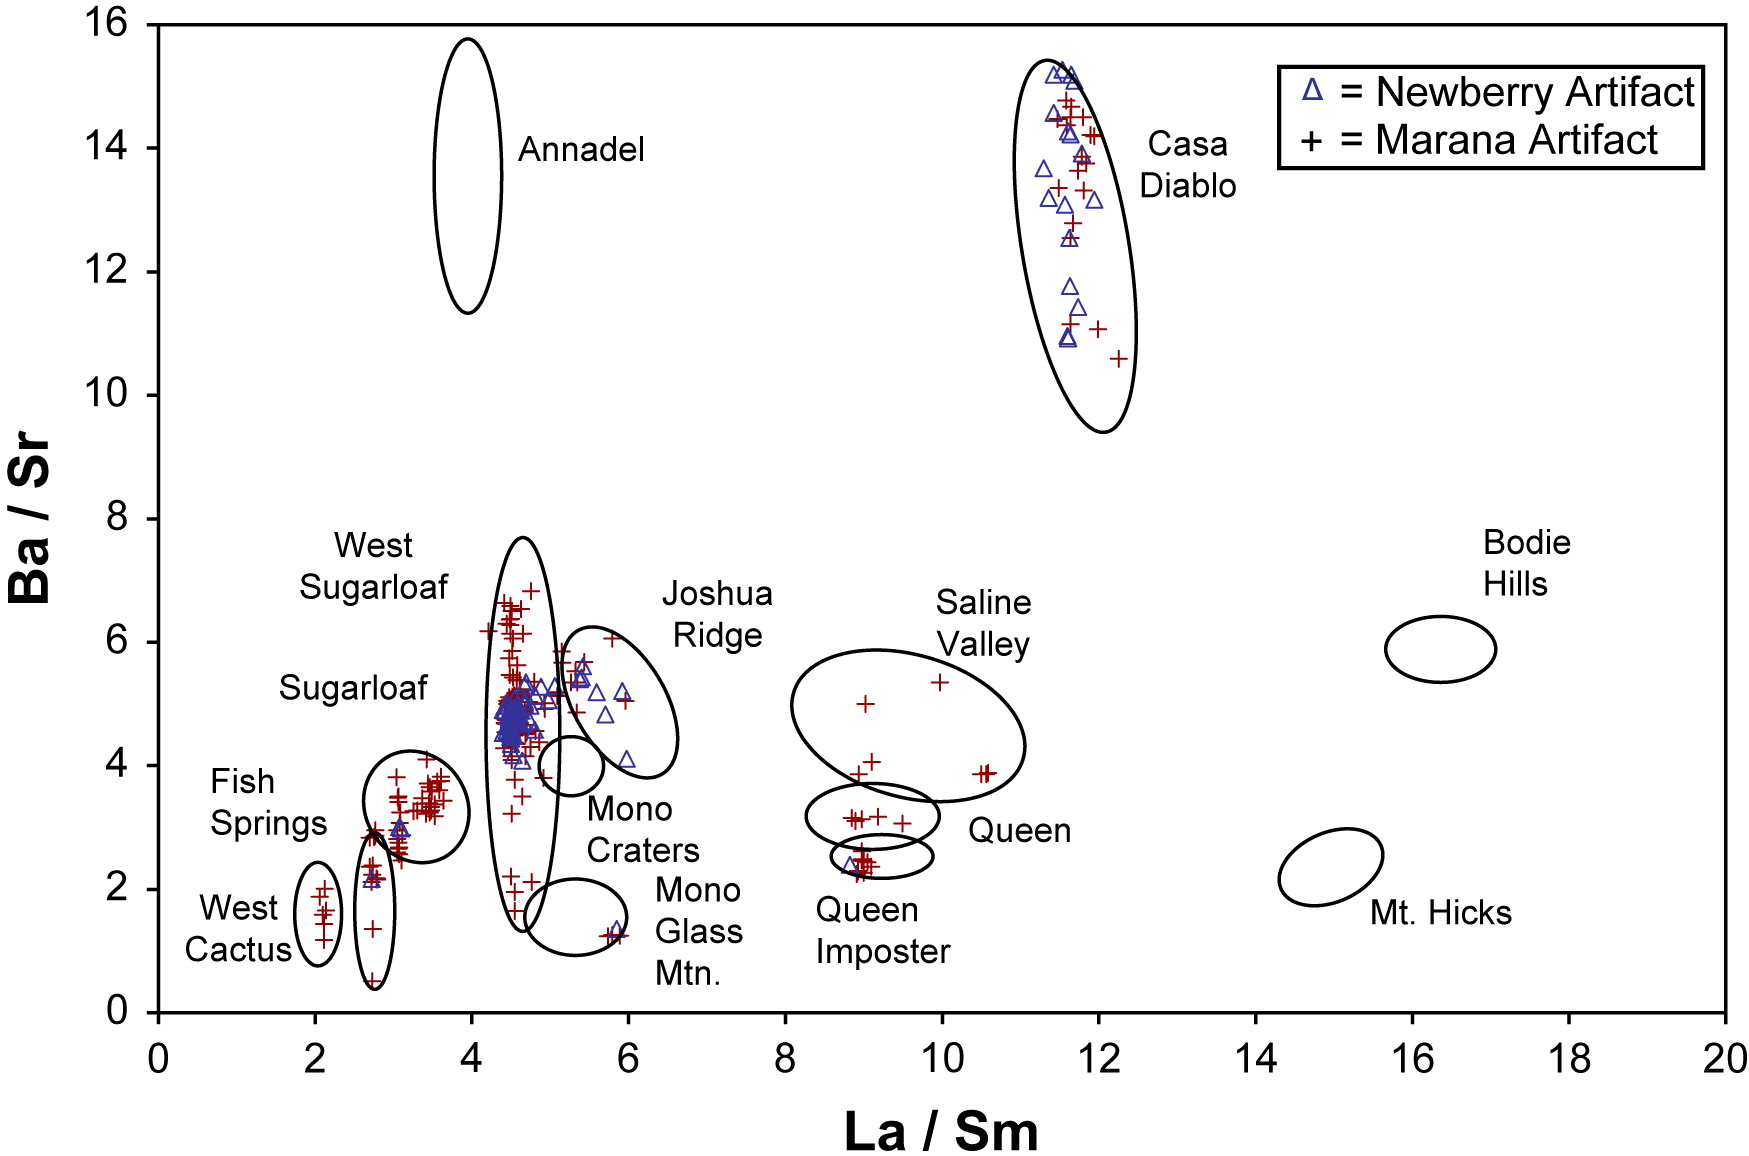 16
14
12
10
8
6
4
2
0
Ba / Sr
0 2 4 6 8 10 12 14 16 18 20
La / Sm
Δ = Newberry Artifact
+ = Marana Artifact
Annadel
Casa
Diablo
West
Sugarloaf
Joshua
Ridge
Saline
Valley
Bodie
Hills
Sugarloaf
Fish
Springs
Mono
Craters
Queen
West
Cactus
Mono
Glass
Mtn.
Queen
Imposter
Mt. Hicks